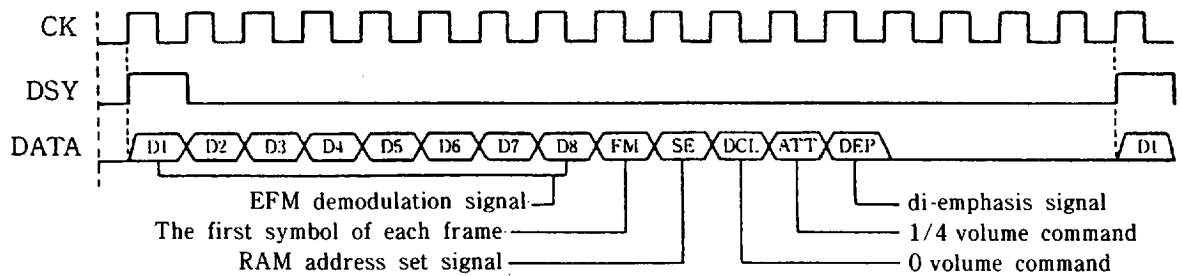 CK
DSY
DATA D1 D2 D3 D4 D5 D6 D7 D8 FM SE DCL ATT DEP D1
EFM demodulation signal
di-emphasis signal
The first symbol of each frame
1/4 volume command
RAM address set signal
0 volume command